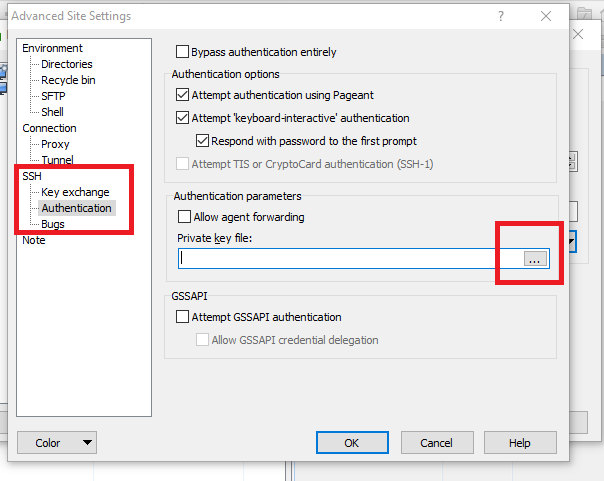 Advanced Site Settings
Environment
Directories
Recycle bin
SFTP
Shell
Connection
Proxy
Tunnel
SSH
Key exchange
Authentication
Bugs
Note
Bypass authentication entirely
Authentication options
Attempt authentication using Pageant
Attempt 'keyboard-interactive' authentication
Respond with password to the first prompt
Attempt TIS or CryptoCard authentication (SSH-1)
Authentication parameters
Allow agent forwarding
Private key file:
...
GSSAPI
Attempt GSSAPI authentication
Allow GSSAPI credential delegation
Color
OK
Cancel
Help